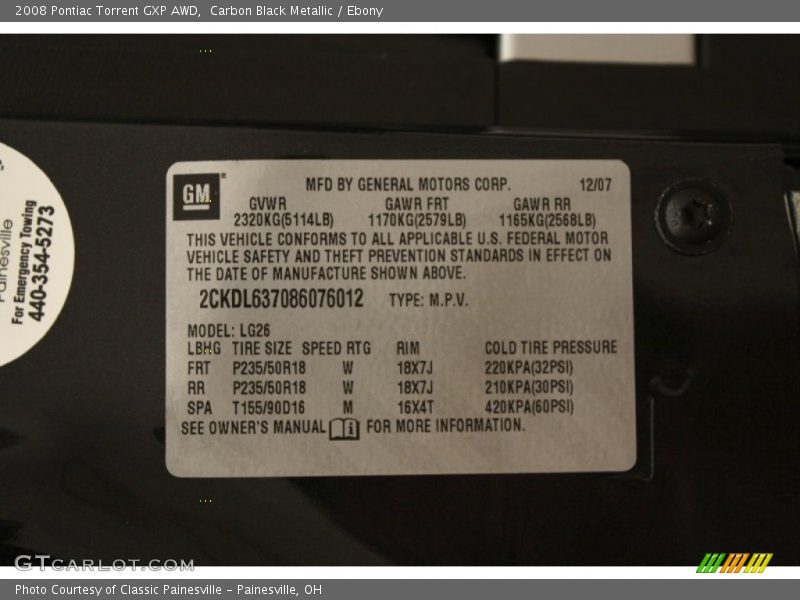 2008 Pontiac Torrent GXP AWD,  Carbon Black Metallic / Ebony
GM
MFD BY GENERAL MOTORS CORP. 12/07
GVWR GAWR FRT GAWR RR
2320KG(5114LB) 1170KG(2579LB) 1165KG(2568LB)
THIS VEHICLE CONFORMS TO ALL APPLICABLE U.S. FEDERAL MOTOR
VEHICLE SAFETY AND THEFT PREVENTION STANDARDS IN EFFECT ON
THE DATE OF MANUFACTURE SHOWN ABOVE.
2CKDL637086076012 TYPE: M.P.V.
MODEL: LG26
LBHG TIRE SIZE SPEED RTG RIM COLD TIRE PRESSURE
FRT P235/50R18 W 18X7J 220KPA(32PSI)
RR P235/50R18 W 18X7J 210KPA(30PSI)
SPA T155/90D16 M 16X4T 420KPA(60PSI)
SEE OWNER'S MANUAL FOR MORE INFORMATION.
Painesville
For Emergency Towing
440-354-5273
GTCARLOT.COM
Photo Courtesy of Classic Painesville – Painesville, OH